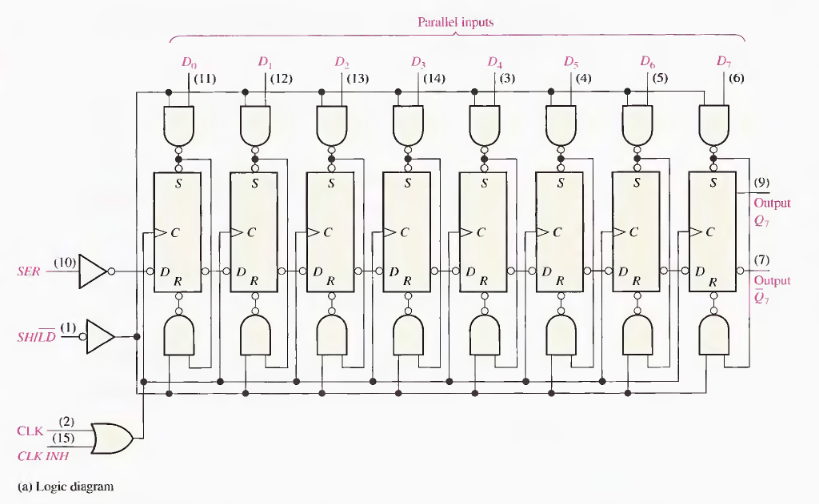 Parallel inputs
D0 D1 D2 D3 D4 D5 D6 D7
(11) (12) (13) (14) (3) (4) (5) (6)
S S S S S S S S
(9)
Output
Q7
C C C C C C C C
SER (10)
D D D D D D D D
(7)
R R R R R R R R
Output
Q̅7
SH/L̅D̅ (1)
CLK (2)
(15)
CLK INH
(a) Logic diagram